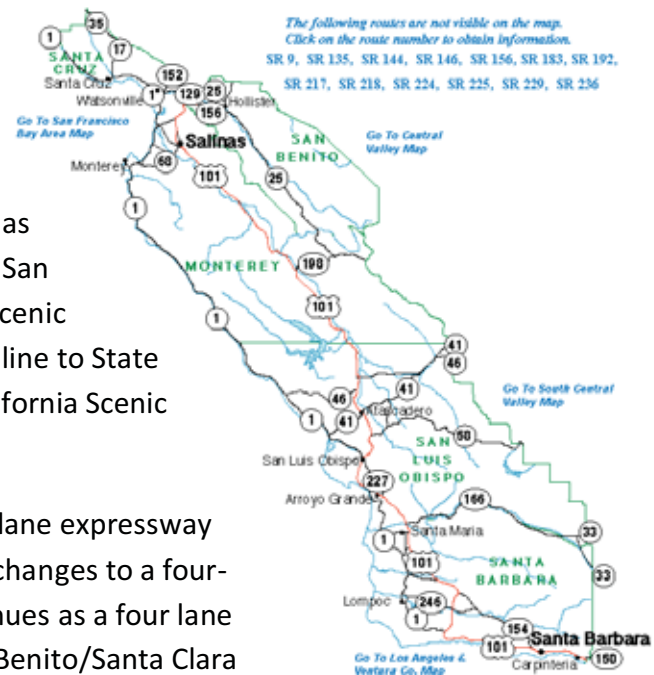 The following routes are not visible on the map.
Click on the route number to obtain information.
SR 9, SR 135, SR 144, SR 146, SR 156, SR 183, SR 192,
SR 217, SR 218, SR 224, SR 225, SR 229, SR 236
35
1
17
SANTA
CRUZ
Santa Cruz
152
Watsonville
1
129
25
Hollister
156
Go To San Francisco
Bay Area Map
Salinas
SAN
BENITO
Go To Central
Valley Map
Monterey
68
101
25
1
as
San
cenic
line to State
ifornia Scenic
MONTEREY
198
101
1
41
46
Go To South Central
Valley Map
46
41
1
41
Atascadero
SAN
LUIS
OBISPO
58
San Luis Obispo
227
Arroyo Grande
166
lane expressway
changes to a four-
nues as a four lane
Benito/Santa Clara
1
Santa Maria
33
101
SANTA
BARBARA
33
Lompoc
246
1
154
Santa Barbara
101
Carpinteria
150
Go To Los Angeles &
Ventura Co. Map